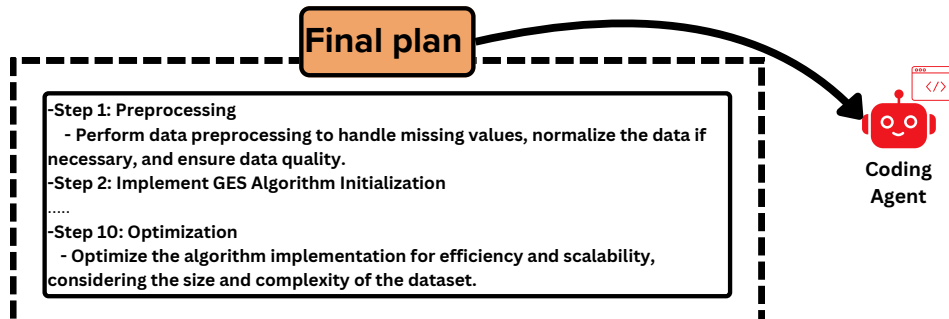 Final plan
-Step 1: Preprocessing
- Perform data preprocessing to handle missing values, normalize the data if
necessary, and ensure data quality.
-Step 2: Implement GES Algorithm Initialization
.....
-Step 10: Optimization
- Optimize the algorithm implementation for efficiency and scalability,
considering the size and complexity of the dataset.
</>
Coding
Agent